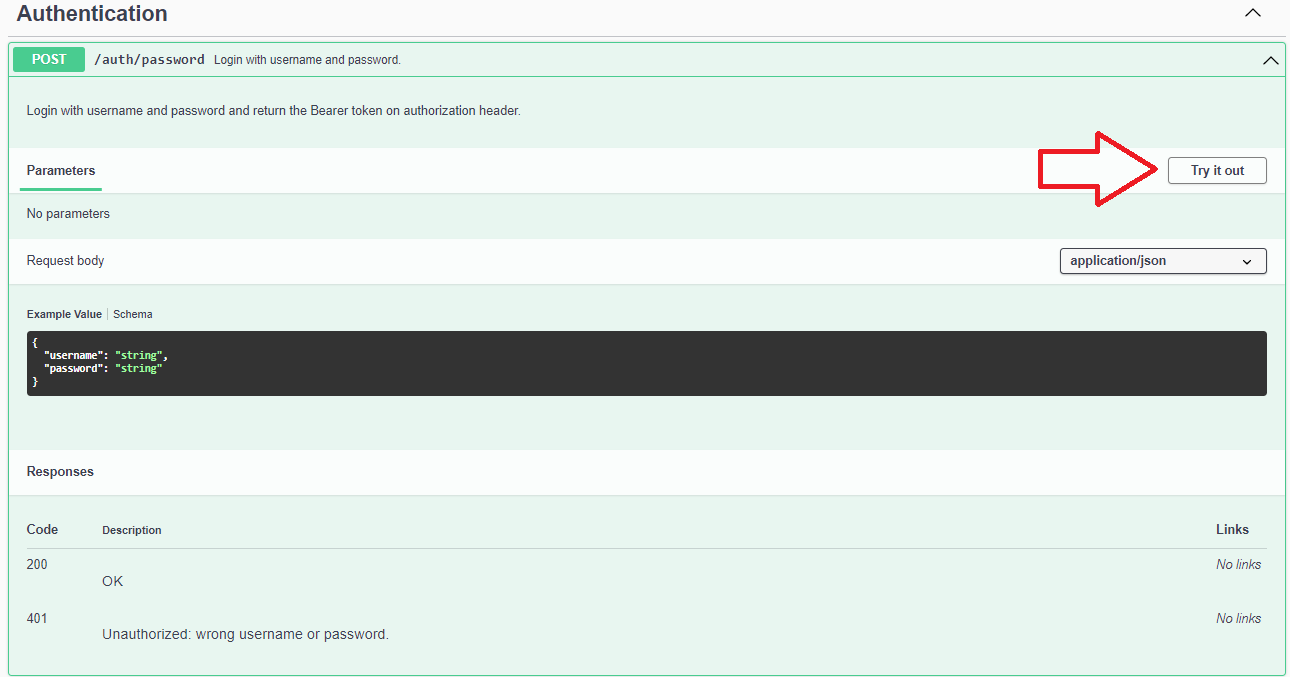 Authentication
POST /auth/password Login with username and password.
Login with username and password and return the Bearer token on authorization header.
Parameters Try it out
No parameters
Request body application/json
Example Value Schema
{
"username": "string",
"password": "string"
}
Responses
Code Description Links
200 No links
OK
401 No links
Unauthorized: wrong username or password.